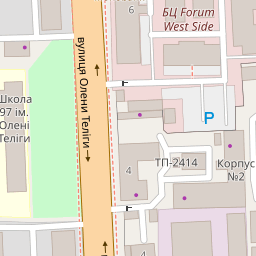 6
БЦ Forum
West Side
вулиця Олени Теліги
Школа
97 ім.
Олені
Теліги
P
ТП-2414
Корпус
№2
4
4